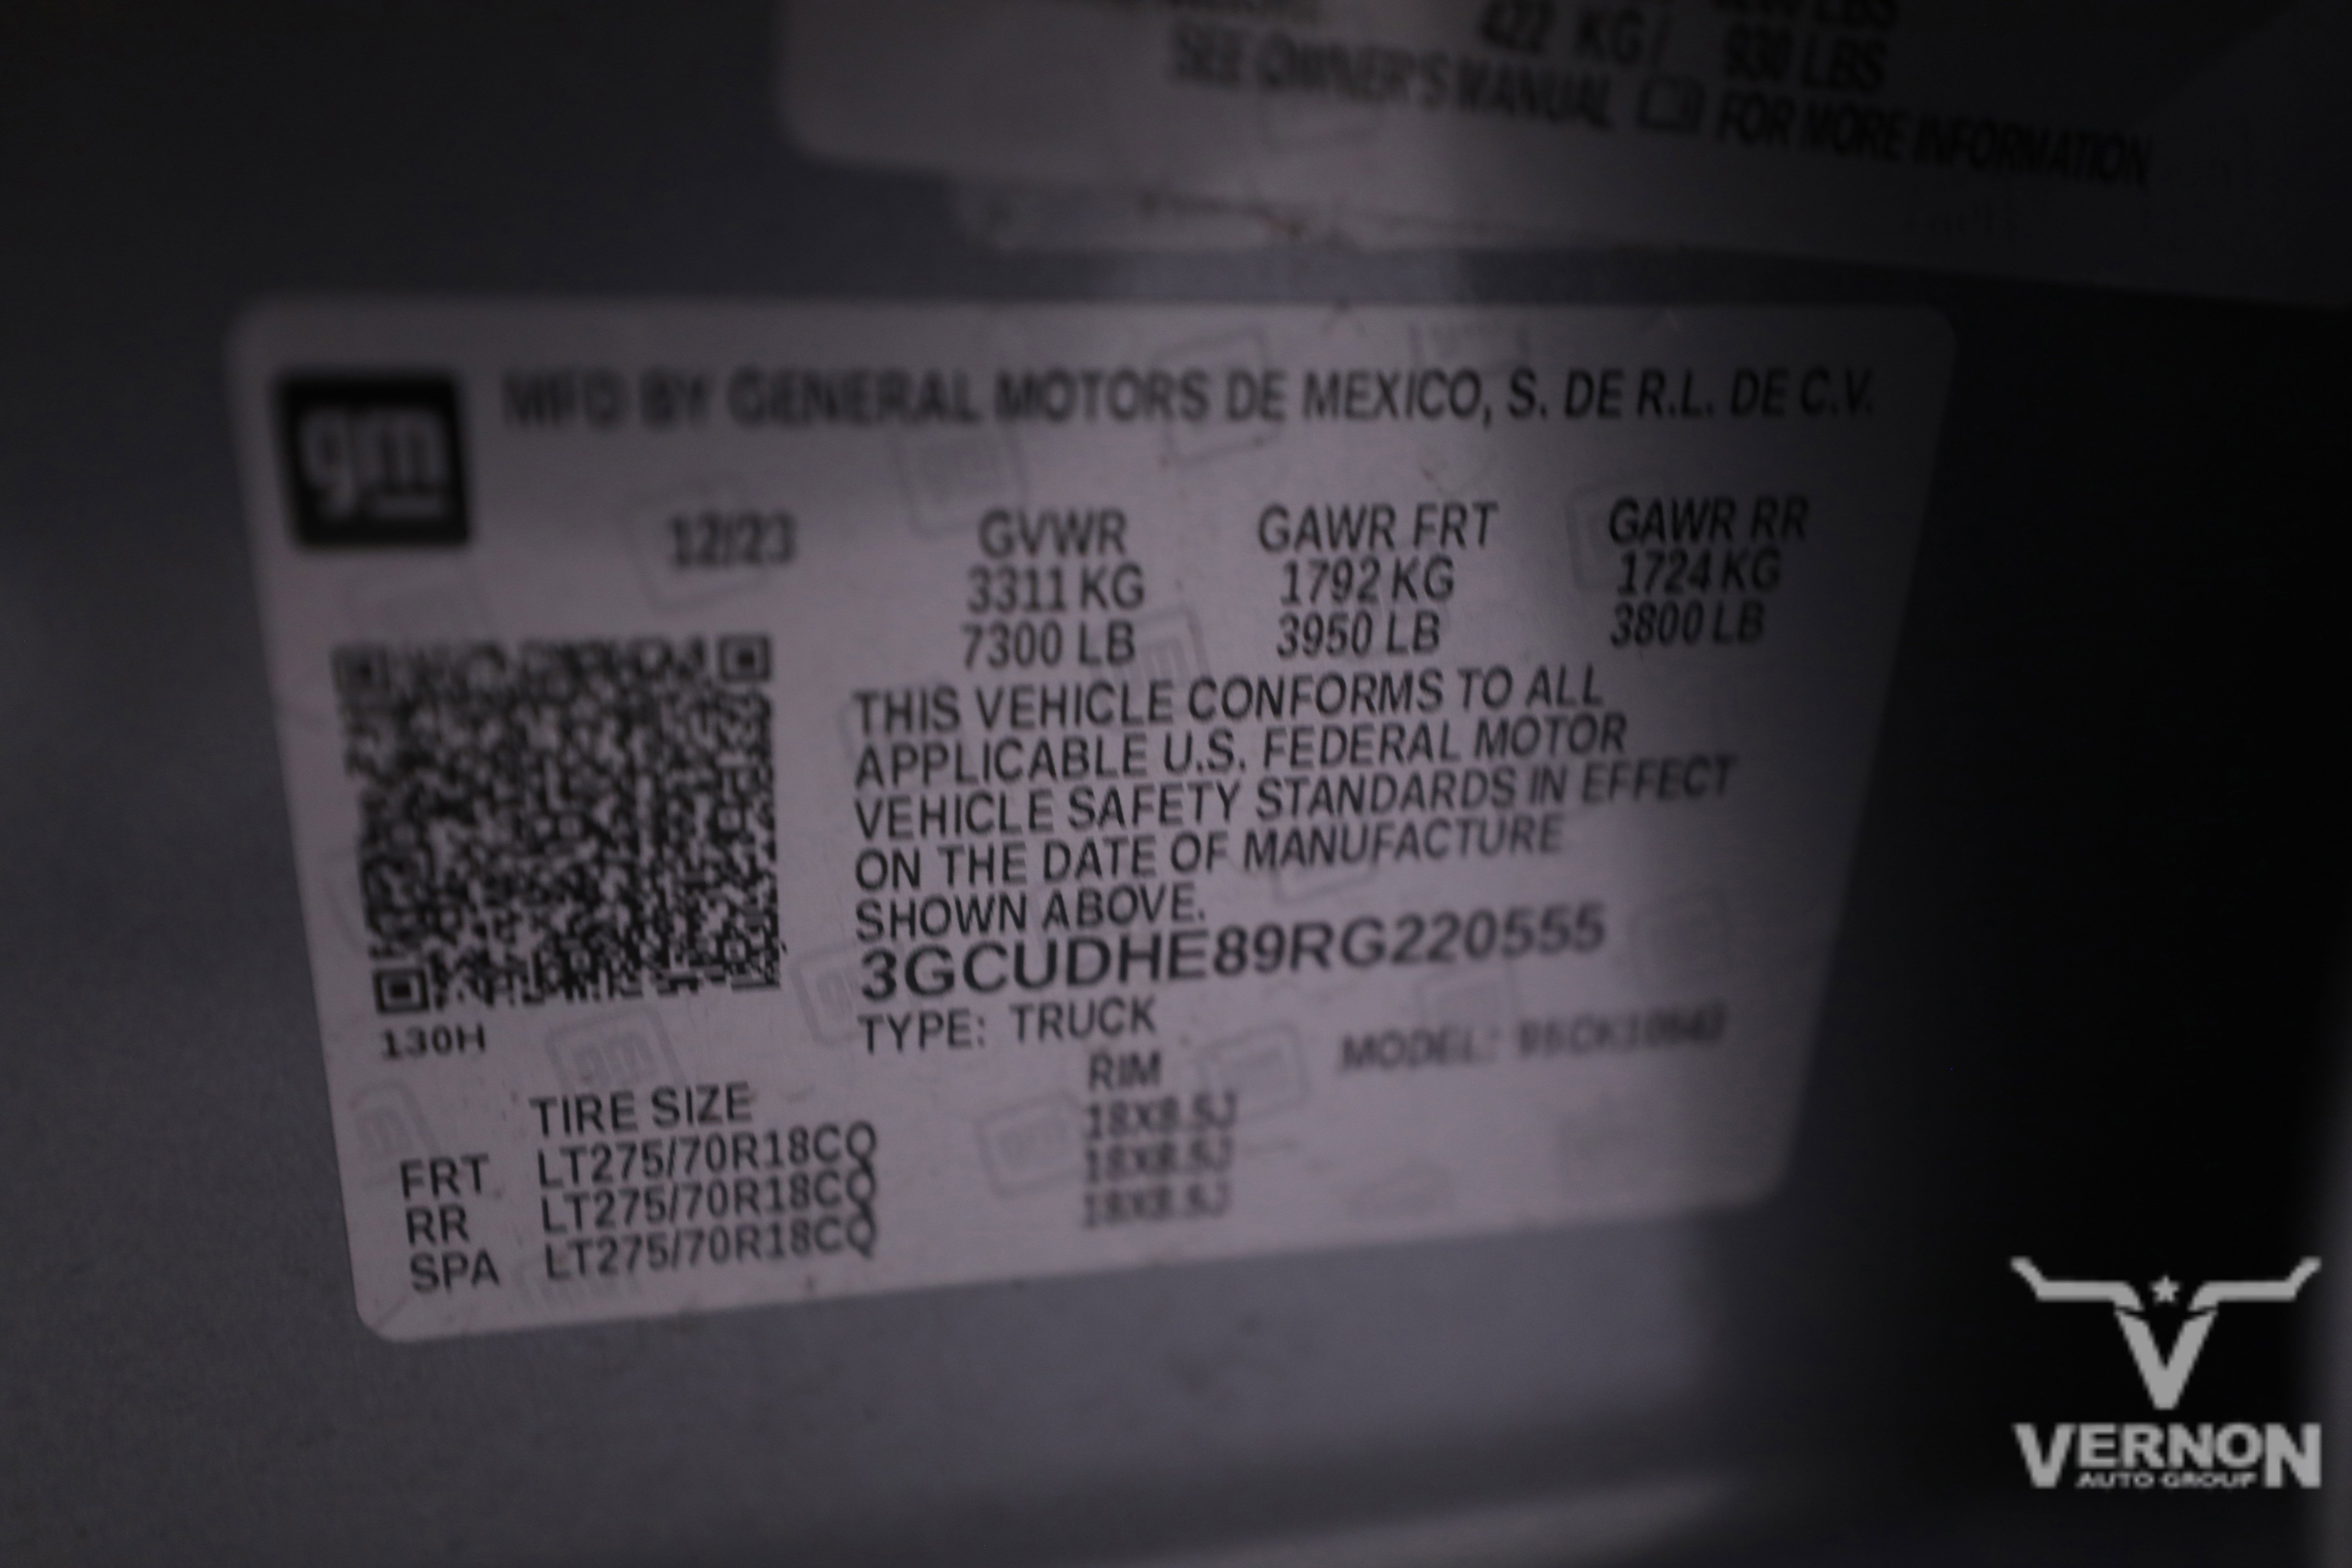 422 KG/ 930 LBS
SEE OWNER'S MANUAL FOR MORE INFORMATION
gm
MFD BY GENERAL MOTORS DE MEXICO, S. DE R.L. DE C.V.
12/23 GVWR GAWR FRT GAWR RR
3311 KG 1792 KG 1724 KG
7300 LB 3950 LB 3800 LB
THIS VEHICLE CONFORMS TO ALL
APPLICABLE U.S. FEDERAL MOTOR
VEHICLE SAFETY STANDARDS IN EFFECT
ON THE DATE OF MANUFACTURE
SHOWN ABOVE.
3GCUDHE89RG220555
130H TYPE: TRUCK MODEL:
TIRE SIZE RIM
FRT LT275/70R18CQ 18X8.5J
RR LT275/70R18CQ 18X8.5J
SPA LT275/70R18CQ 18X8.5J
V
VERNON
AUTO GROUP